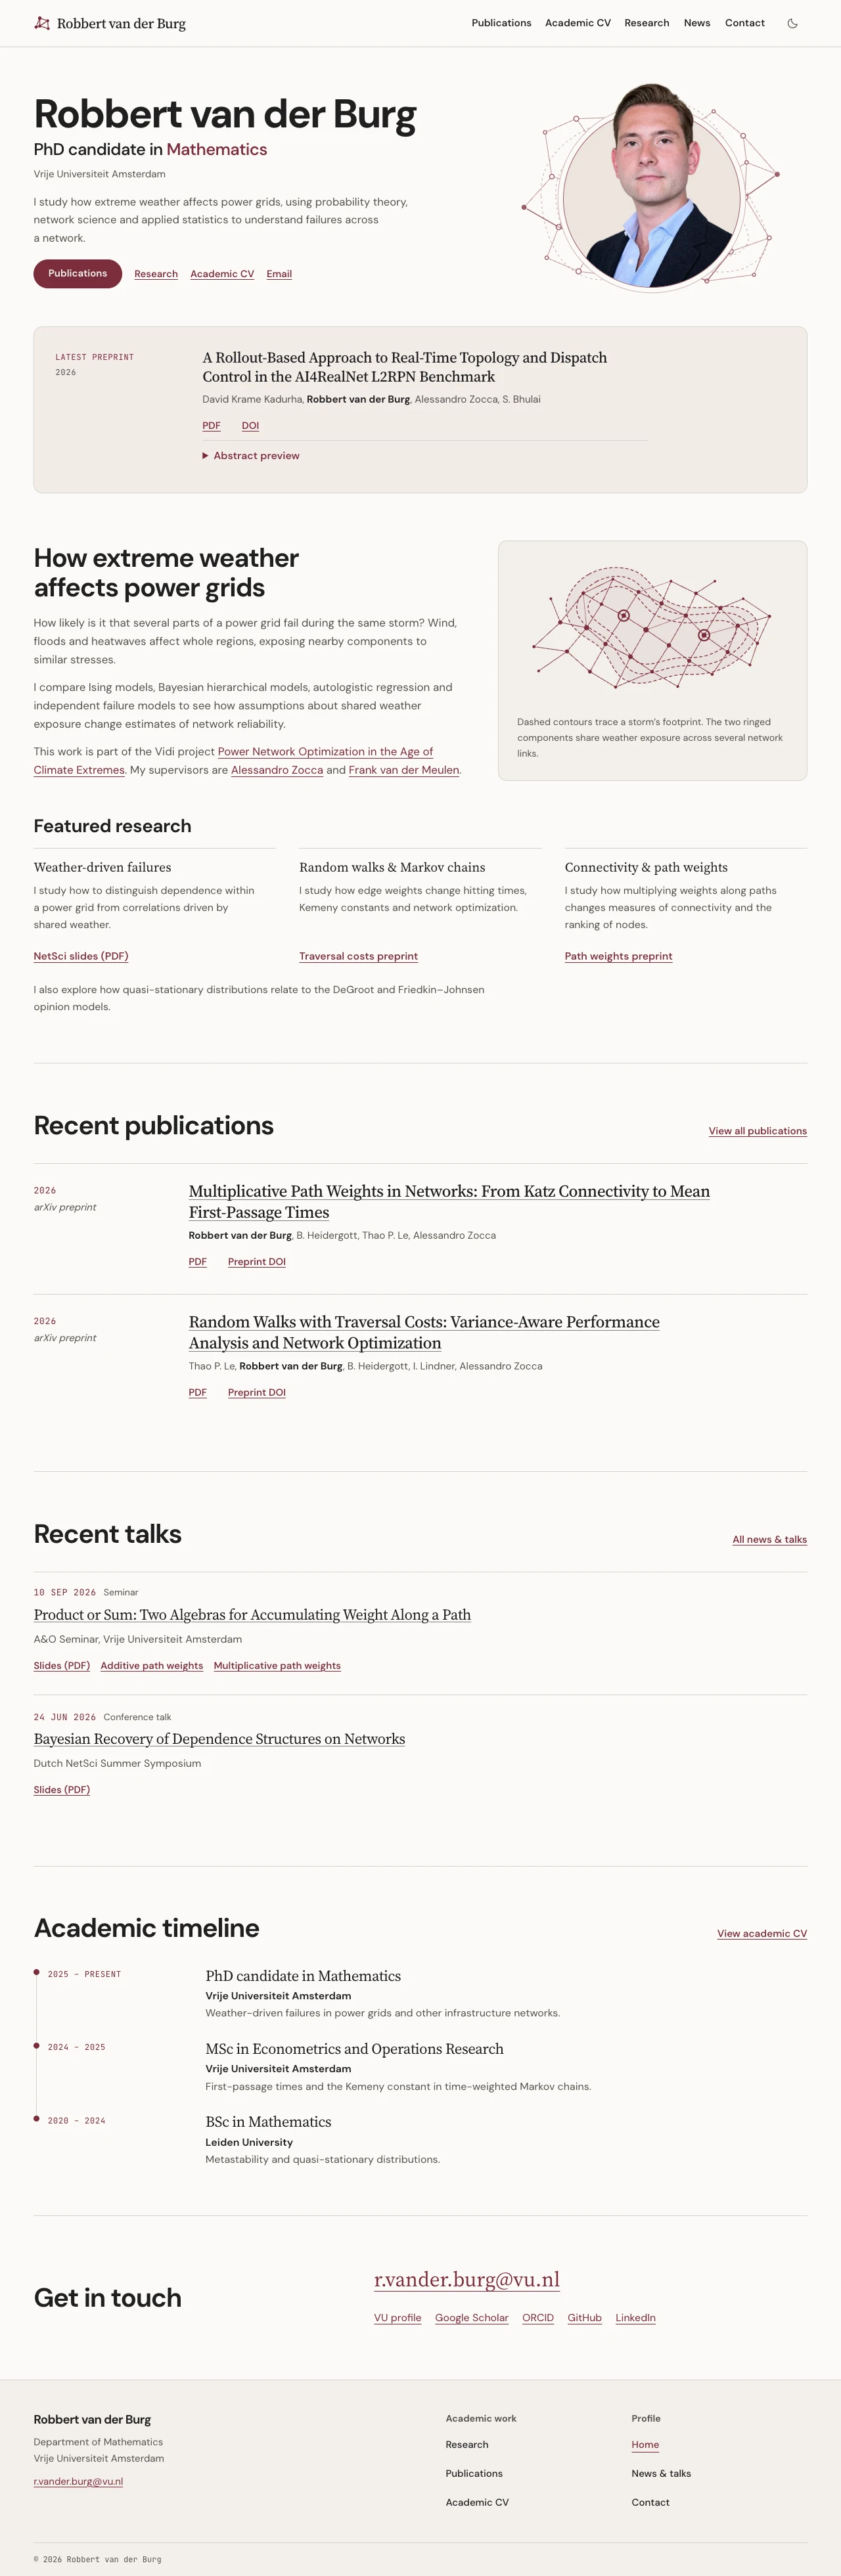 Robbert van der Burg
Publications Academic CV Research News Contact
Robbert van der Burg
PhD candidate in Mathematics
Vrije Universiteit Amsterdam
I study how extreme weather affects power grids, using probability theory,
network science and applied statistics to understand failures across
a network.
Publications Research Academic CV Email
LATEST PREPRINT
2026
A Rollout-Based Approach to Real-Time Topology and Dispatch
Control in the AI4RealNet L2RPN Benchmark
David Krame Kadurha, Robbert van der Burg, Alessandro Zocca, S. Bhulai
PDF DOI
Abstract preview
How extreme weather
affects power grids
How likely is it that several parts of a power grid fail during the same storm? Wind,
floods and heatwaves affect whole regions, exposing nearby components to
similar stresses.
I compare Ising models, Bayesian hierarchical models, autologistic regression and
independent failure models to see how assumptions about shared weather
exposure change estimates of network reliability.
This work is part of the Vidi project Power Network Optimization in the Age of
Climate Extremes. My supervisors are Alessandro Zocca and Frank van der Meulen.
Dashed contours trace a storm's footprint. The two ringed
components share weather exposure across several network
links.
Featured research
Weather-driven failures
I study how to distinguish dependence within
a power grid from correlations driven by
shared weather.
NetSci slides (PDF)
Random walks & Markov chains
I study how edge weights change hitting times,
Kemeny constants and network optimization.
Traversal costs preprint
Connectivity & path weights
I study how multiplying weights along paths
changes measures of connectivity and the
ranking of nodes.
Path weights preprint
I also explore how quasi-stationary distributions relate to the DeGroot and Friedkin–Johnsen
opinion models.
Recent publications
View all publications
2026
arXiv preprint
Multiplicative Path Weights in Networks: From Katz Connectivity to Mean
First-Passage Times
Robbert van der Burg, B. Heidergott, Thao P. Le, Alessandro Zocca
PDF Preprint DOI
2026
arXiv preprint
Random Walks with Traversal Costs: Variance-Aware Performance
Analysis and Network Optimization
Thao P. Le, Robbert van der Burg, B. Heidergott, I. Lindner, Alessandro Zocca
PDF Preprint DOI
Recent talks
All news & talks
10 SEP 2026 Seminar
Product or Sum: Two Algebras for Accumulating Weight Along a Path
A&O Seminar, Vrije Universiteit Amsterdam
Slides (PDF) Additive path weights Multiplicative path weights
24 JUN 2026 Conference talk
Bayesian Recovery of Dependence Structures on Networks
Dutch NetSci Summer Symposium
Slides (PDF)
Academic timeline
View academic CV
2025 – PRESENT
PhD candidate in Mathematics
Vrije Universiteit Amsterdam
Weather-driven failures in power grids and other infrastructure networks.
2024 – 2025
MSc in Econometrics and Operations Research
Vrije Universiteit Amsterdam
First-passage times and the Kemeny constant in time-weighted Markov chains.
2020 – 2024
BSc in Mathematics
Leiden University
Metastability and quasi-stationary distributions.
Get in touch
r.vander.burg@vu.nl
VU profile Google Scholar ORCID GitHub LinkedIn
Robbert van der Burg
Department of Mathematics
Vrije Universiteit Amsterdam
r.vander.burg@vu.nl
Academic work
Research
Publications
Academic CV
Profile
Home
News & talks
Contact
© 2026 Robbert van der Burg